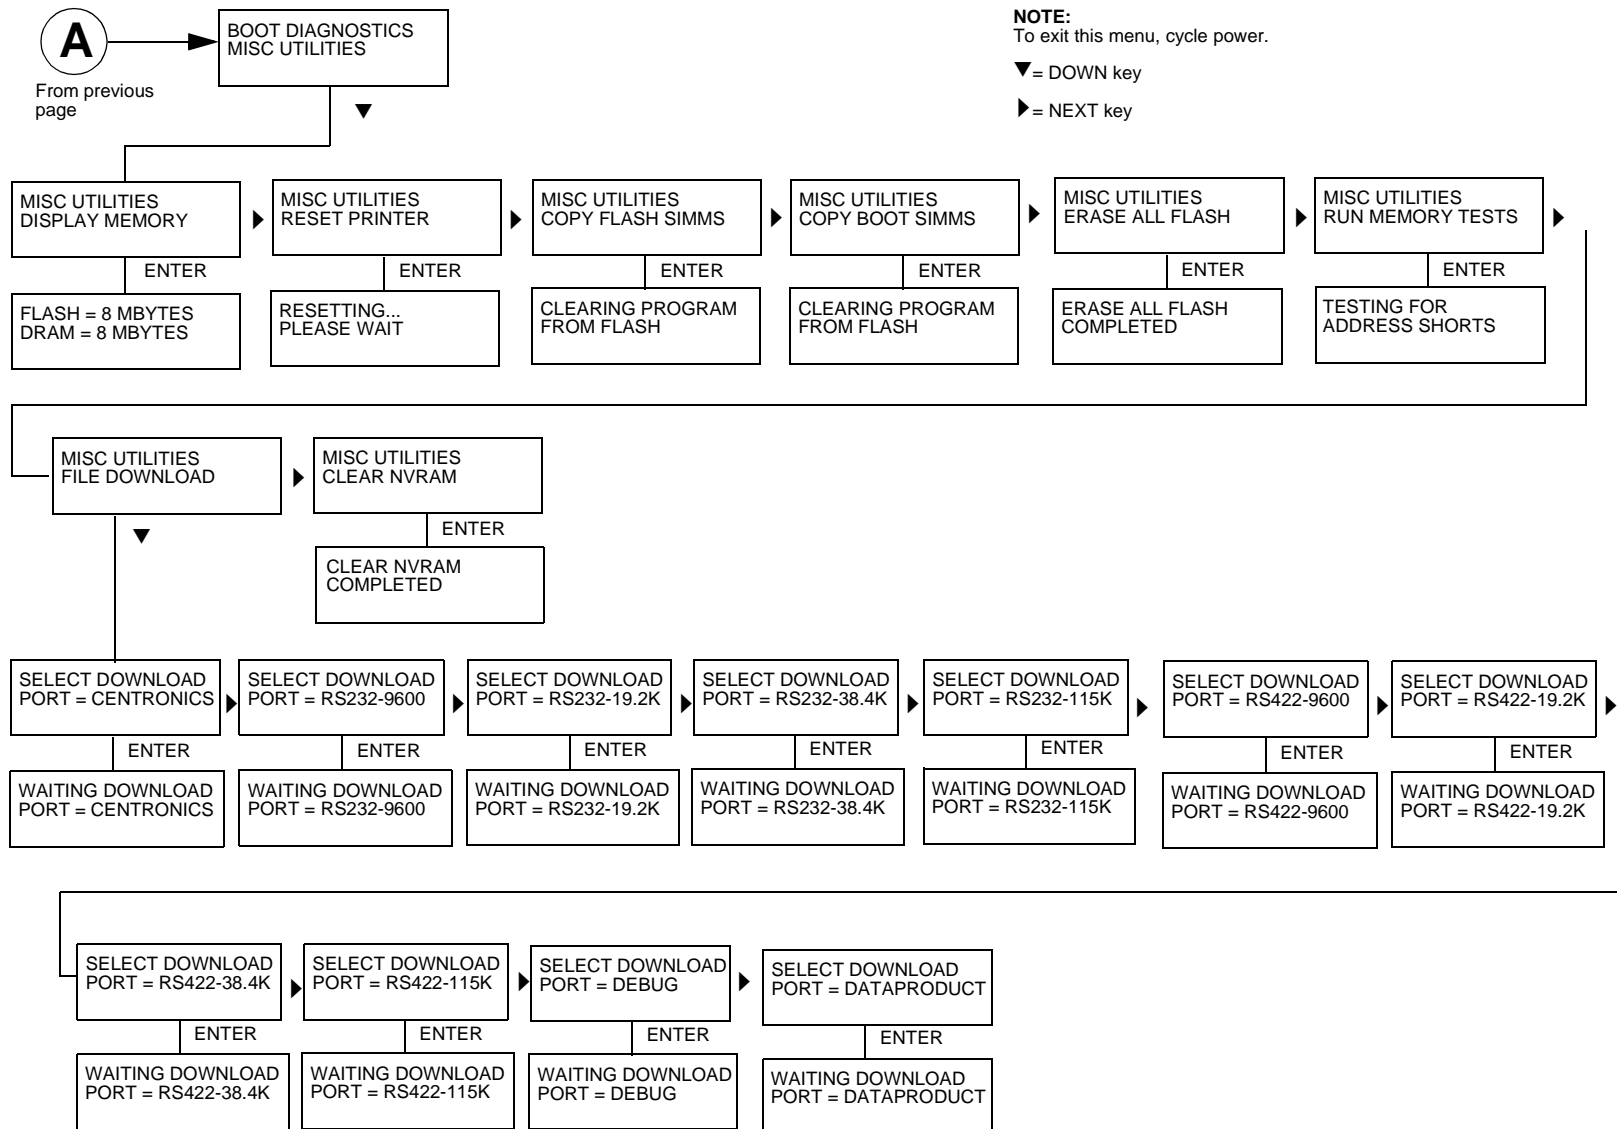 A
From previous
page
BOOT DIAGNOSTICS
MISC UTILITIES
NOTE:
To exit this menu, cycle power.
▼= DOWN key
▶= NEXT key
MISC UTILITIES
DISPLAY MEMORY
ENTER
FLASH = 8 MBYTES
DRAM = 8 MBYTES
MISC UTILITIES
RESET PRINTER
ENTER
RESETTING...
PLEASE WAIT
MISC UTILITIES
COPY FLASH SIMMS
ENTER
CLEARING PROGRAM
FROM FLASH
MISC UTILITIES
COPY BOOT SIMMS
ENTER
CLEARING PROGRAM
FROM FLASH
MISC UTILITIES
ERASE ALL FLASH
ENTER
ERASE ALL FLASH
COMPLETED
MISC UTILITIES
RUN MEMORY TESTS
ENTER
TESTING FOR
ADDRESS SHORTS
MISC UTILITIES
FILE DOWNLOAD
MISC UTILITIES
CLEAR NVRAM
ENTER
CLEAR NVRAM
COMPLETED
SELECT DOWNLOAD
PORT = CENTRONICS
ENTER
WAITING DOWNLOAD
PORT = CENTRONICS
SELECT DOWNLOAD
PORT = RS232-9600
ENTER
WAITING DOWNLOAD
PORT = RS232-9600
SELECT DOWNLOAD
PORT = RS232-19.2K
ENTER
WAITING DOWNLOAD
PORT = RS232-19.2K
SELECT DOWNLOAD
PORT = RS232-38.4K
ENTER
WAITING DOWNLOAD
PORT = RS232-38.4K
SELECT DOWNLOAD
PORT = RS232-115K
ENTER
WAITING DOWNLOAD
PORT = RS232-115K
SELECT DOWNLOAD
PORT = RS422-9600
ENTER
WAITING DOWNLOAD
PORT = RS422-9600
SELECT DOWNLOAD
PORT = RS422-19.2K
ENTER
WAITING DOWNLOAD
PORT = RS422-19.2K
SELECT DOWNLOAD
PORT = RS422-38.4K
ENTER
WAITING DOWNLOAD
PORT = RS422-38.4K
SELECT DOWNLOAD
PORT = RS422-115K
ENTER
WAITING DOWNLOAD
PORT = RS422-115K
SELECT DOWNLOAD
PORT = DEBUG
ENTER
WAITING DOWNLOAD
PORT = DEBUG
SELECT DOWNLOAD
PORT = DATAPRODUCT
ENTER
WAITING DOWNLOAD
PORT = DATAPRODUCT